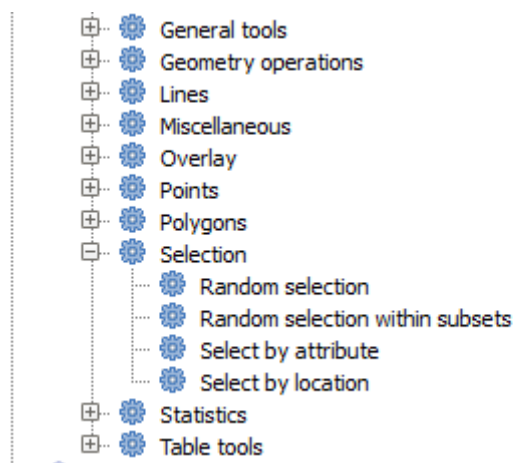 General tools
Geometry operations
Lines
Miscellaneous
Overlay
Points
Polygons
Selection
Random selection
Random selection within subsets
Select by attribute
Select by location
Statistics
Table tools